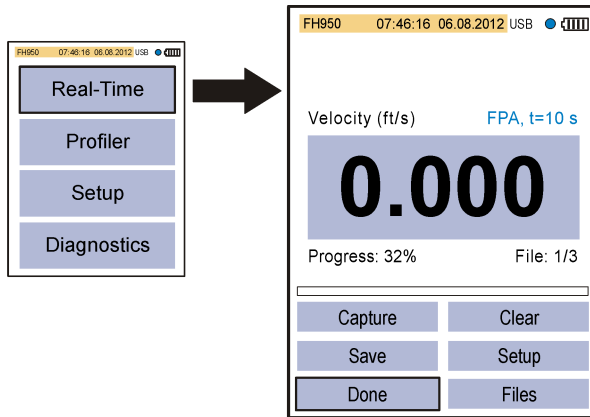 FH950 07:46:16 06.08.2012 USB
Real-Time
Profiler
Setup
Diagnostics
FH950 07:46:16 06.08.2012 USB
Velocity (ft/s) FPA, t=10 s
0.000
Progress: 32% File: 1/3
Capture Clear
Save Setup
Done Files